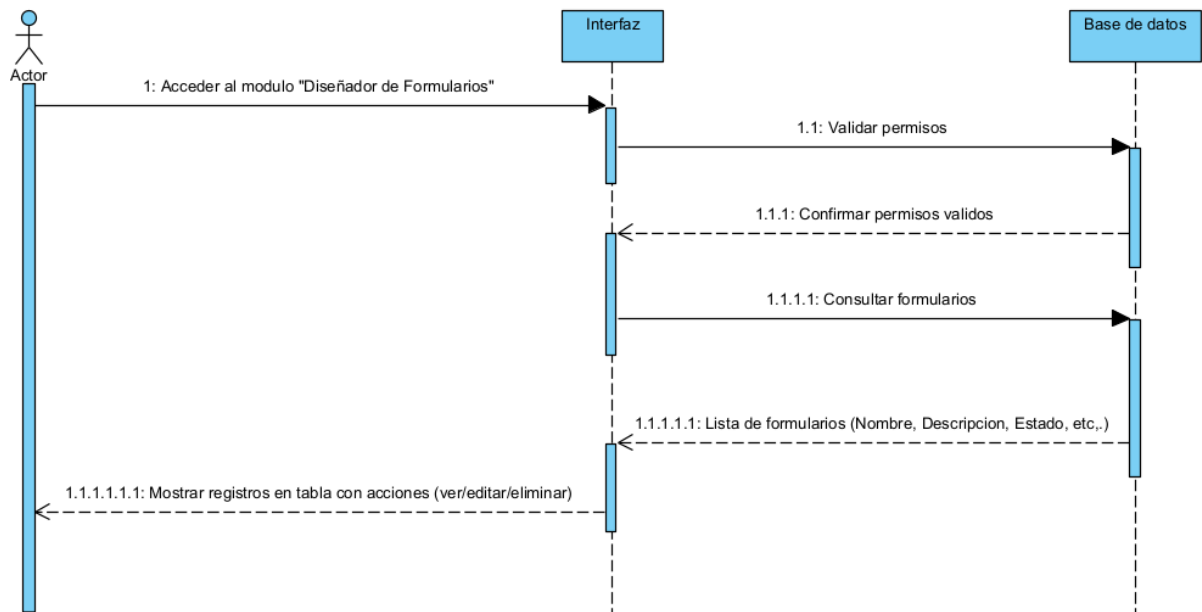 Interfaz
Base de datos
Actor
1: Acceder al modulo "Diseñador de Formularios"
1.1: Validar permisos
1.1.1: Confirmar permisos validos
1.1.1.1: Consultar formularios
1.1.1.1.1: Lista de formularios (Nombre, Descripcion, Estado, etc,.)
1.1.1.1.1.1: Mostrar registros en tabla con acciones (ver/editar/eliminar)